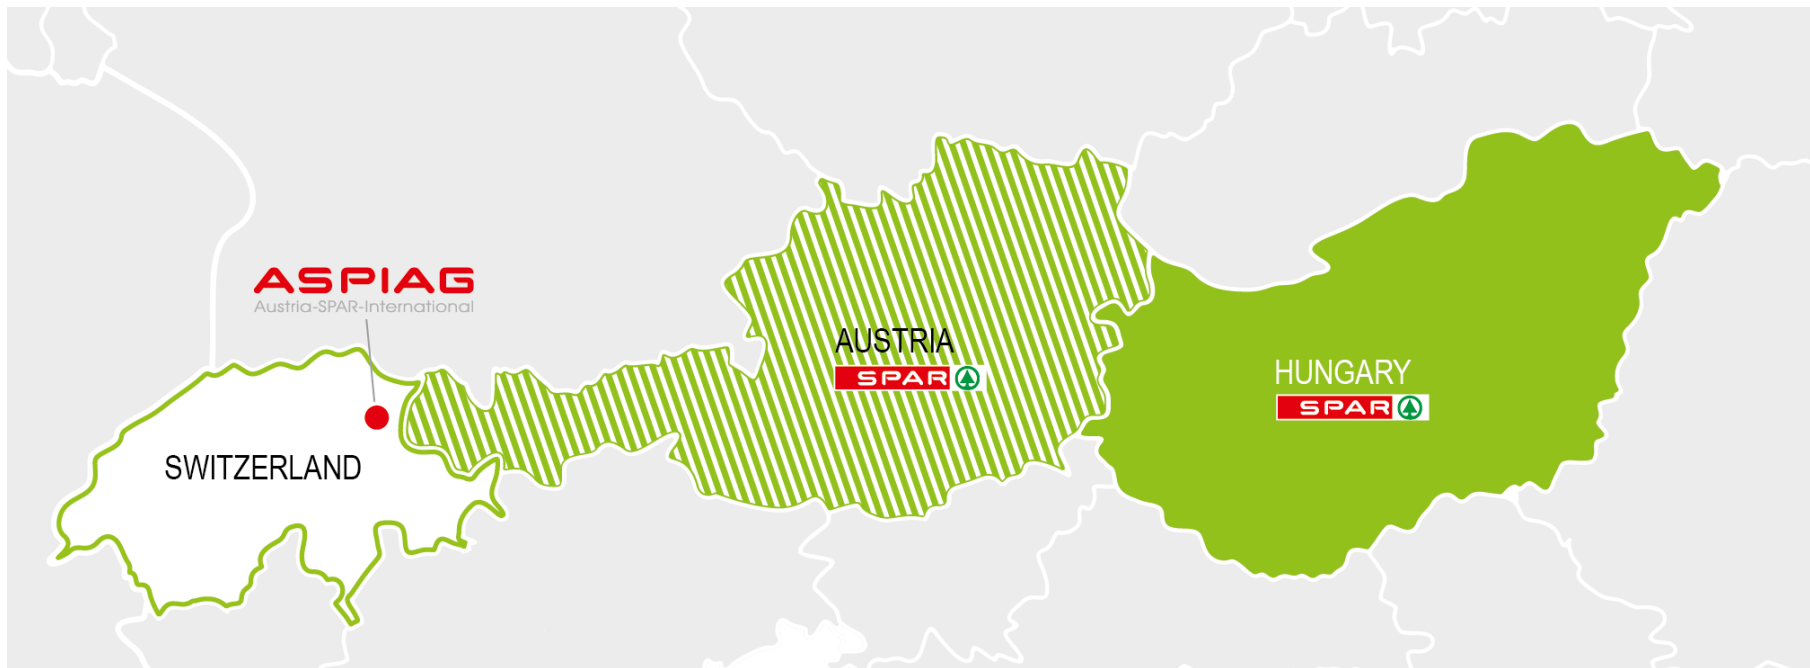 ASPIAG
Austria-SPAR-International
AUSTRIA
SPAR
HUNGARY
SPAR
SWITZERLAND